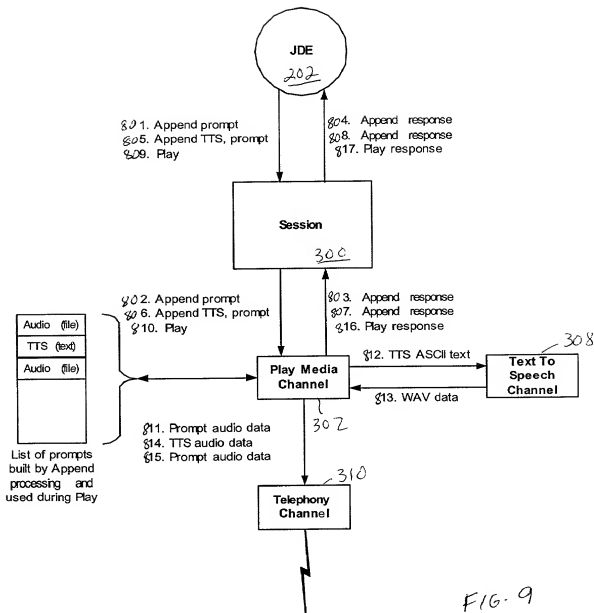 JDE
202
801. Append prompt
805. Append TTS, prompt
809. Play
804. Append response
808. Append response
817. Play response
Session
300
802. Append prompt
806. Append TTS, prompt
810. Play
803. Append response
807. Append response
816. Play response
Audio (file)
TTS (text)
Audio (file)
List of prompts
built by Append
processing and
used during Play
Play Media
Channel
302
812. TTS ASCII text
813. WAV data
308
Text To
Speech
Channel
811. Prompt audio data
814. TTS audio data
815. Prompt audio data
310
Telephony
Channel
FIG. 9